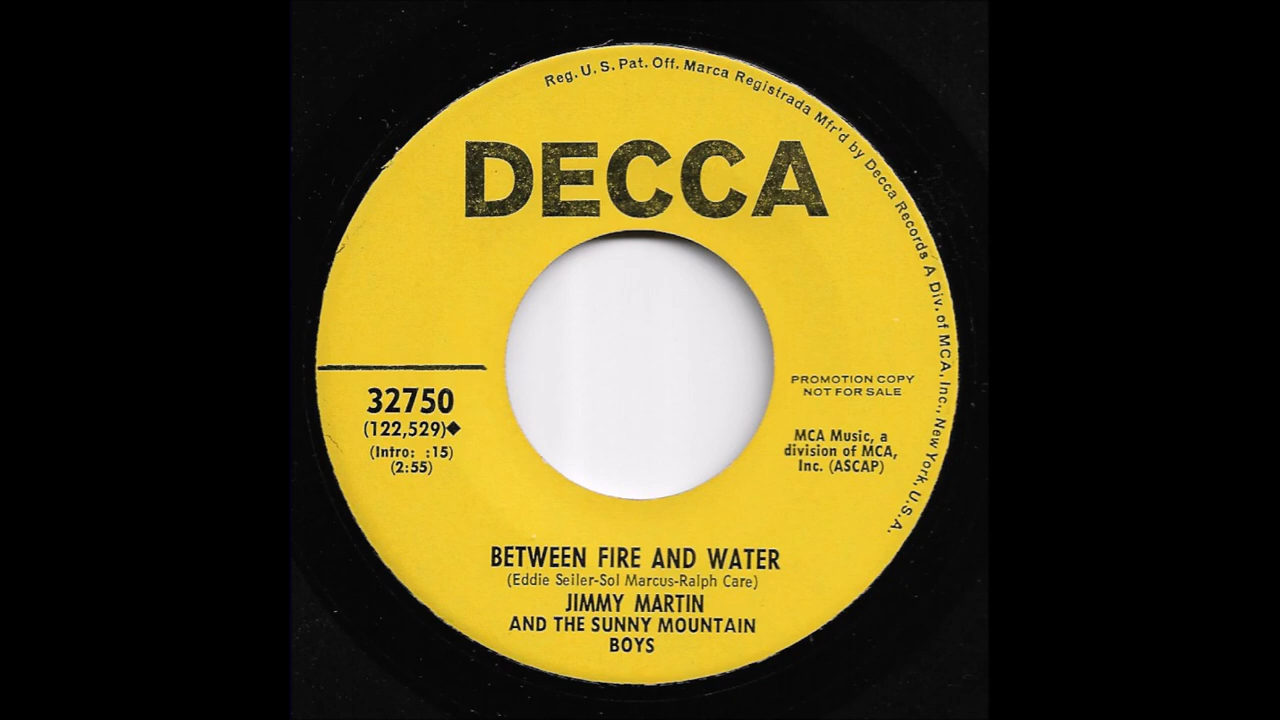 Reg. U. S. Pat. Off. Marca Registrada Mfr'd by Decca Records A Div. of MCA, Inc., New York, U.S.A.
DECCA
32750
(122,529)◆
(Intro: :15)
(2:55)
PROMOTION COPY
NOT FOR SALE
MCA Music, a
division of MCA,
Inc. (ASCAP)
BETWEEN FIRE AND WATER
(Eddie Seiler-Sol Marcus-Ralph Care)
JIMMY MARTIN
AND THE SUNNY MOUNTAIN
BOYS